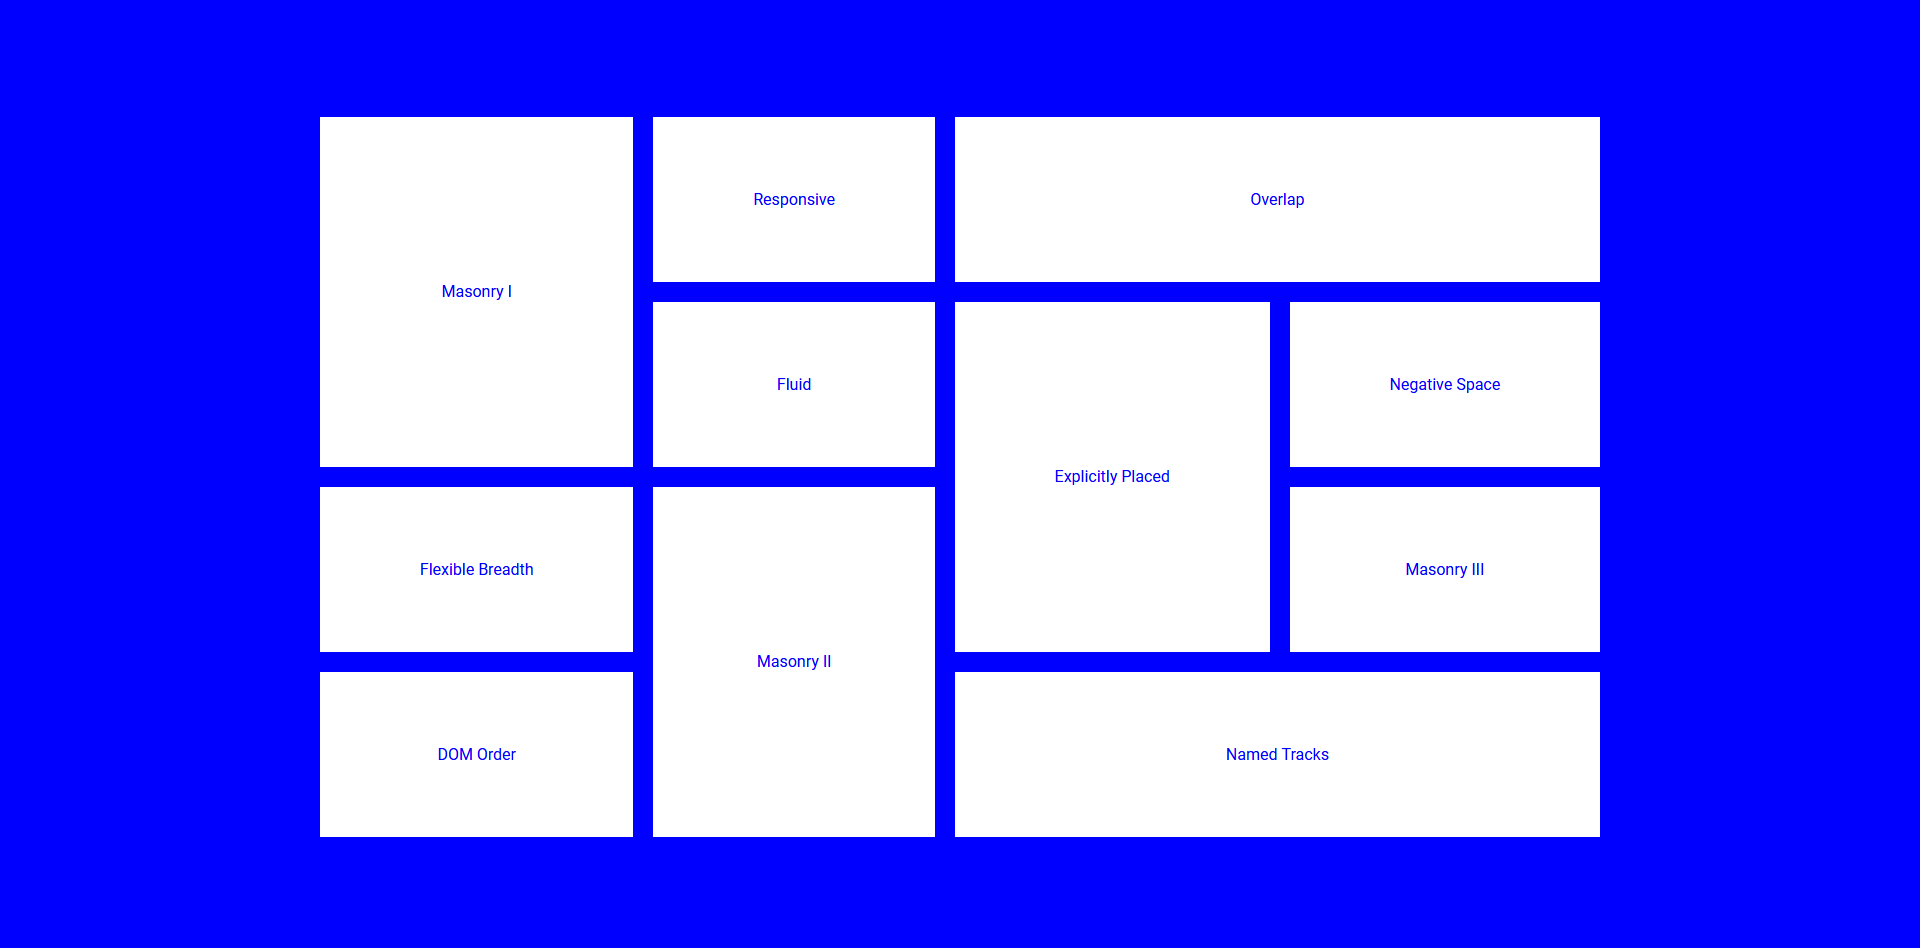 Masonry I
Responsive
Overlap
Fluid
Explicitly Placed
Negative Space
Flexible Breadth
Masonry II
Masonry III
DOM Order
Named Tracks